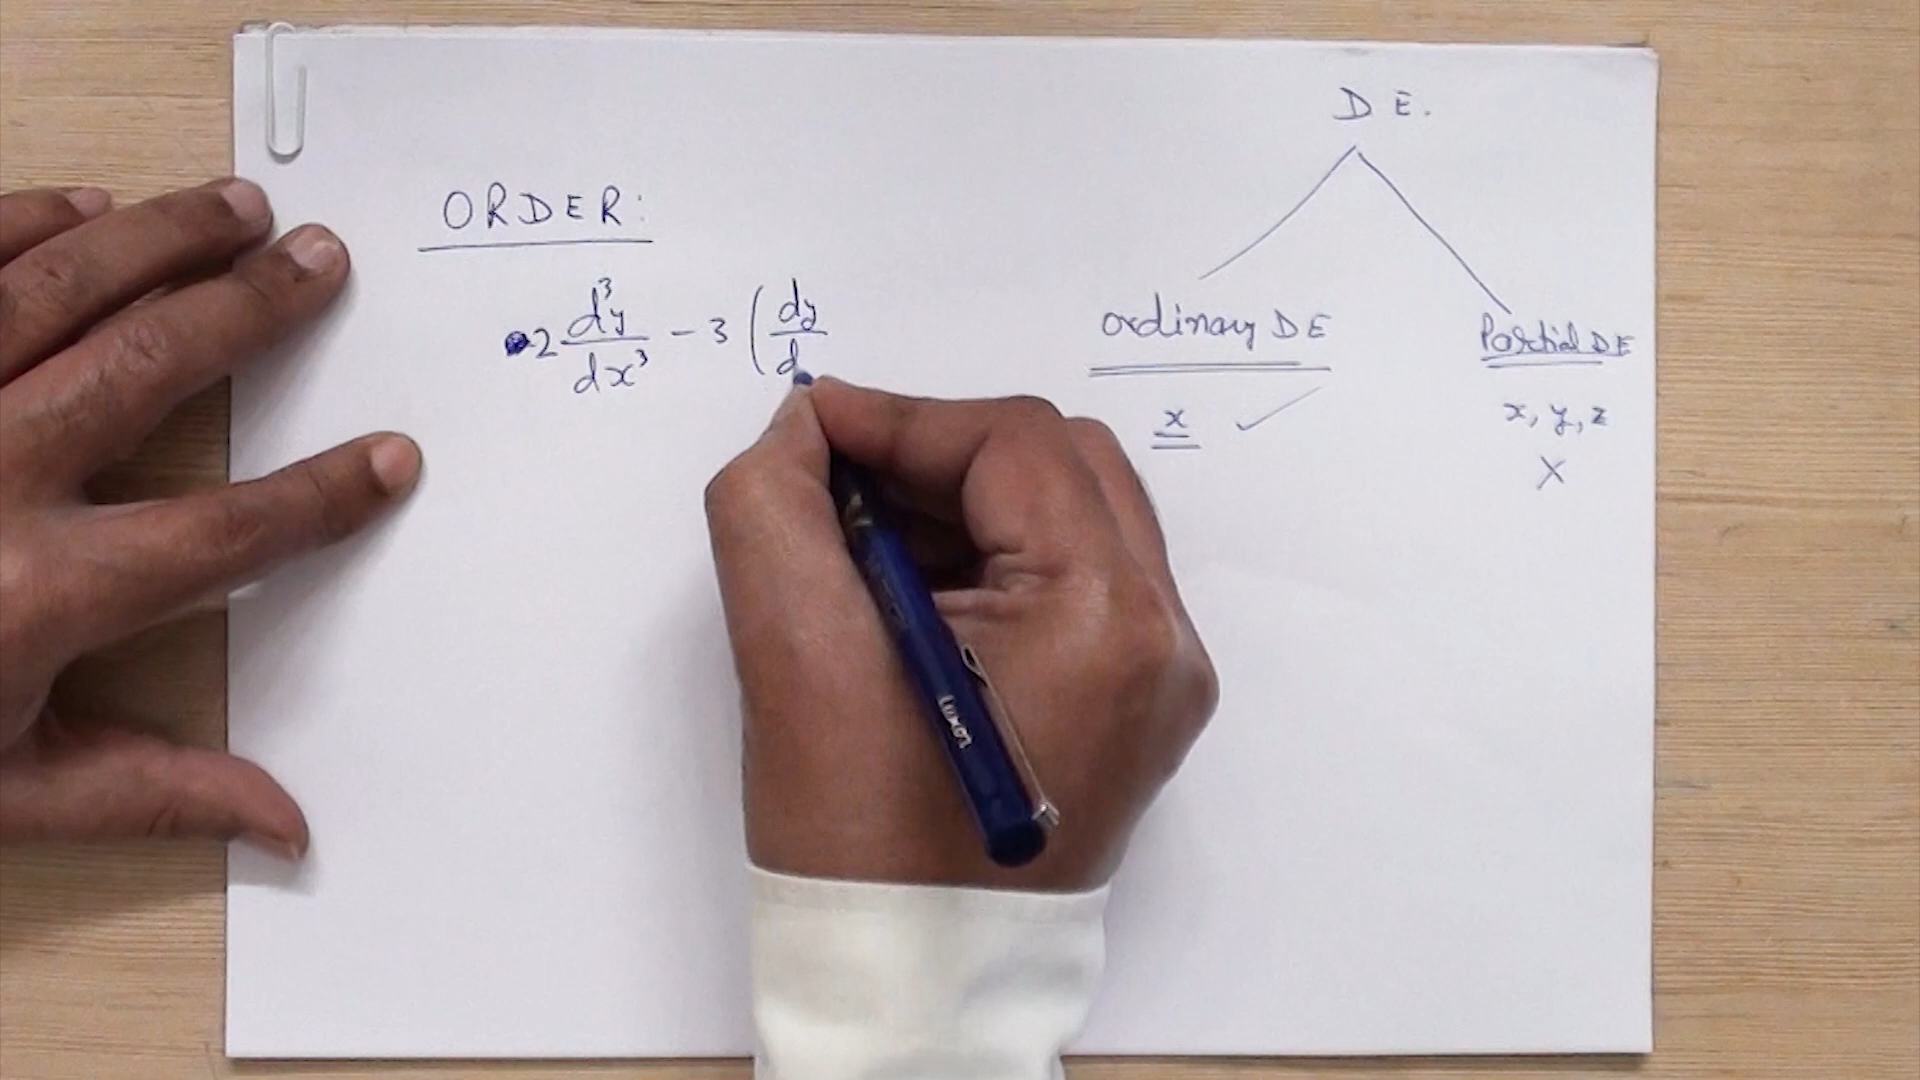 D E.
ORDER:
2 d³y/dx³ - 3 (dy/d
ordinary DE
Partial DE
x ✓
x, y, z
X
Luxor